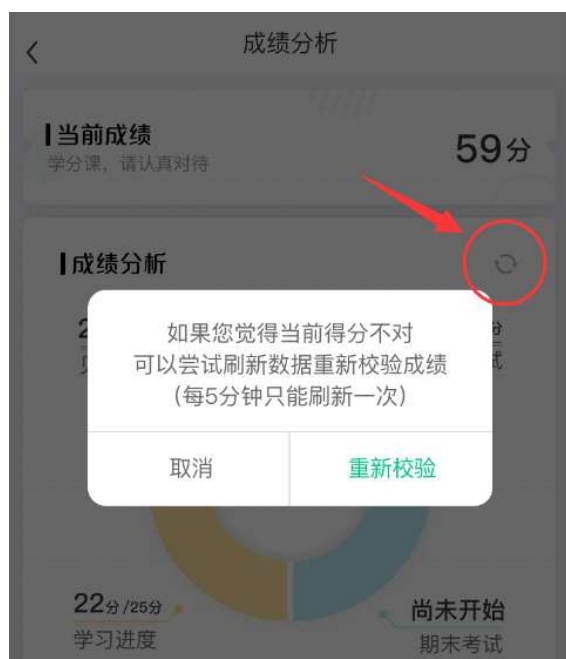 成绩分析
当前成绩
学分课，请认真对待
59分
成绩分析
如果您觉得当前得分不对
可以尝试刷新数据重新校验成绩
（每5分钟只能刷新一次）
取消
重新校验
22分/25分
学习进度
尚未开始
期末考试